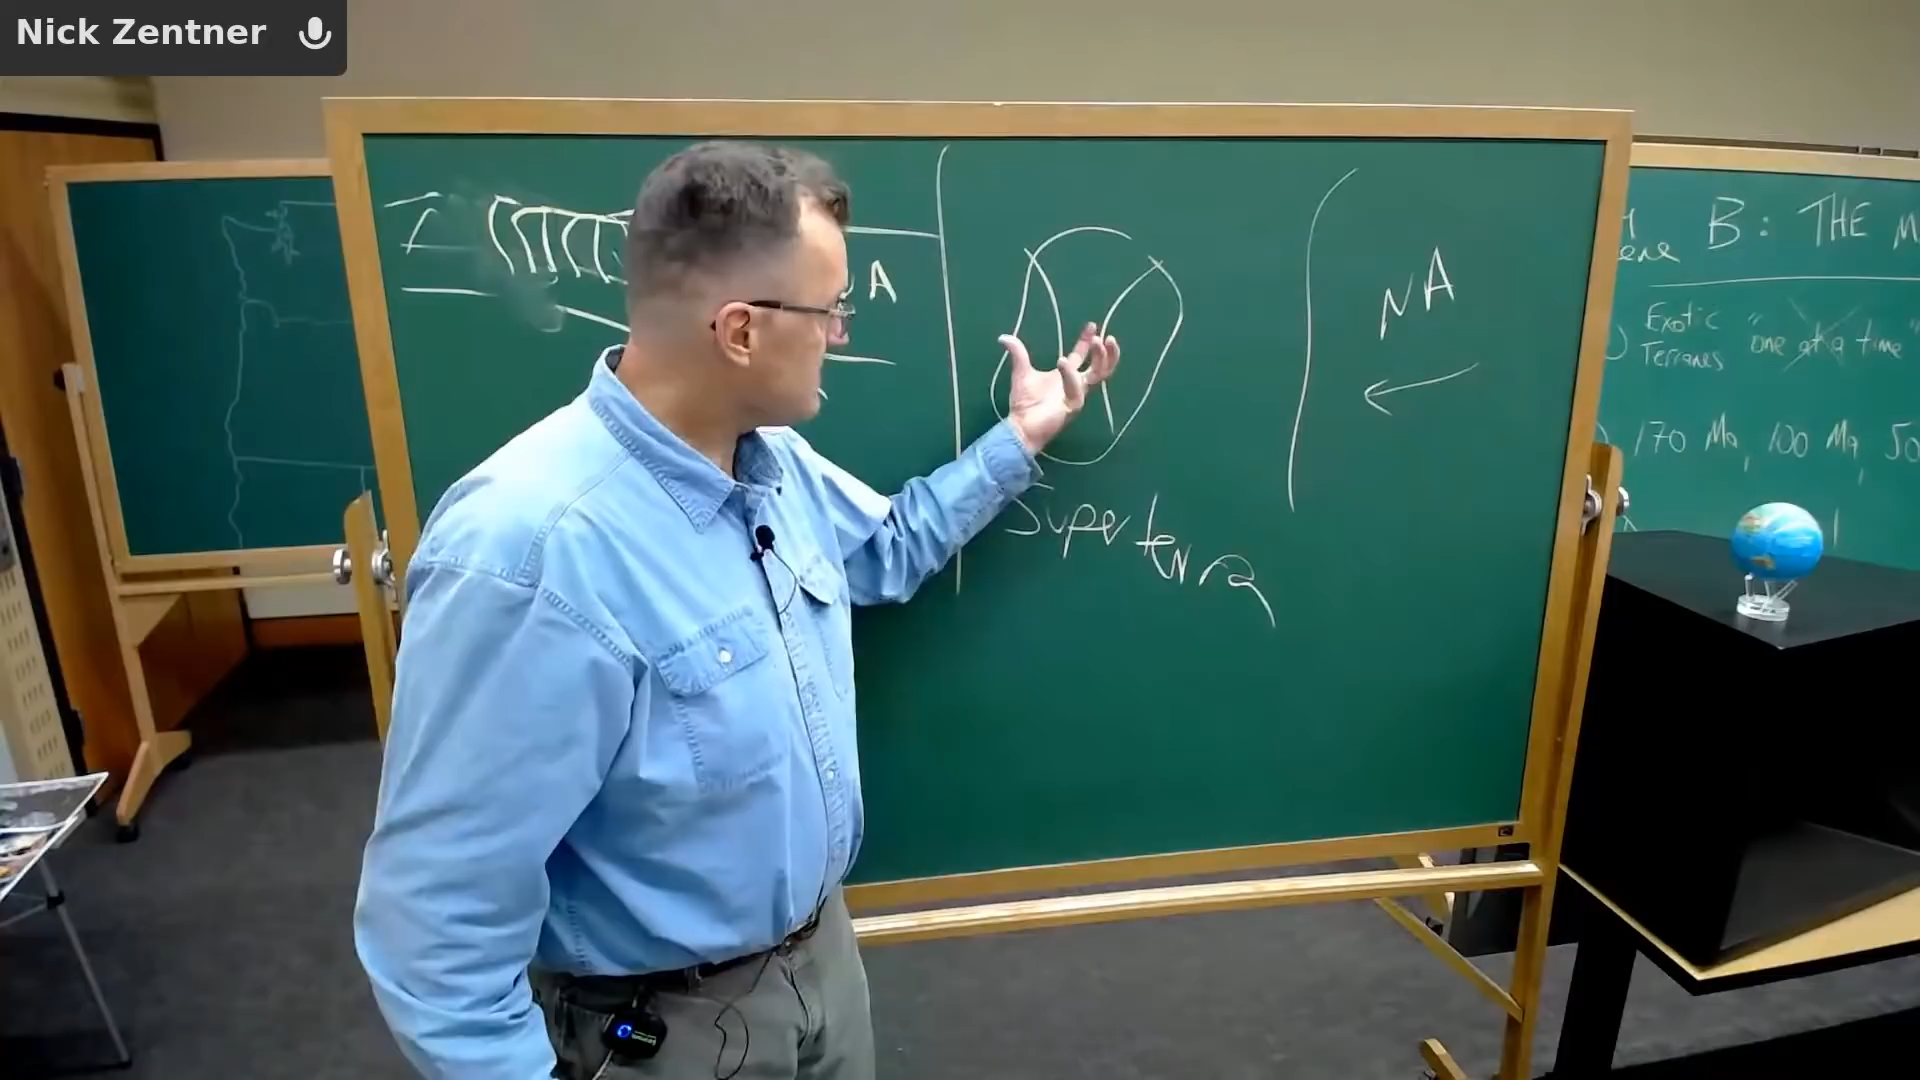 Nick Zentner
A
NA
Superterra
B: THE M
Exotic "one at a time"
Terranes
170 Ma, 100 Ma, 50